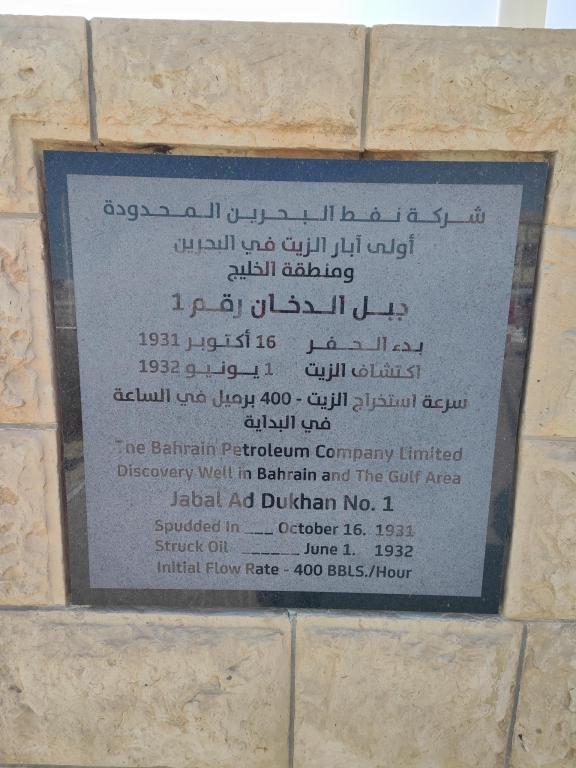 شركة نفط البحرين المحدودة
أولى آبار الزيت في البحرين
ومنطقة الخليج
جبل الدخان رقم 1
بدء الحفر 16 أكتوبر 1931
اكتشاف الزيت 1 يونيو 1932
سرعة استخراج الزيت - 400 برميل في الساعة
في البداية
The Bahrain Petroleum Company Limited
Discovery Well in Bahrain and The Gulf Area
Jabal Ad Dukhan No. 1
Spudded In ___ October 16. 1931
Struck Oil ______ June 1. 1932
Initial Flow Rate - 400 BBLS./Hour